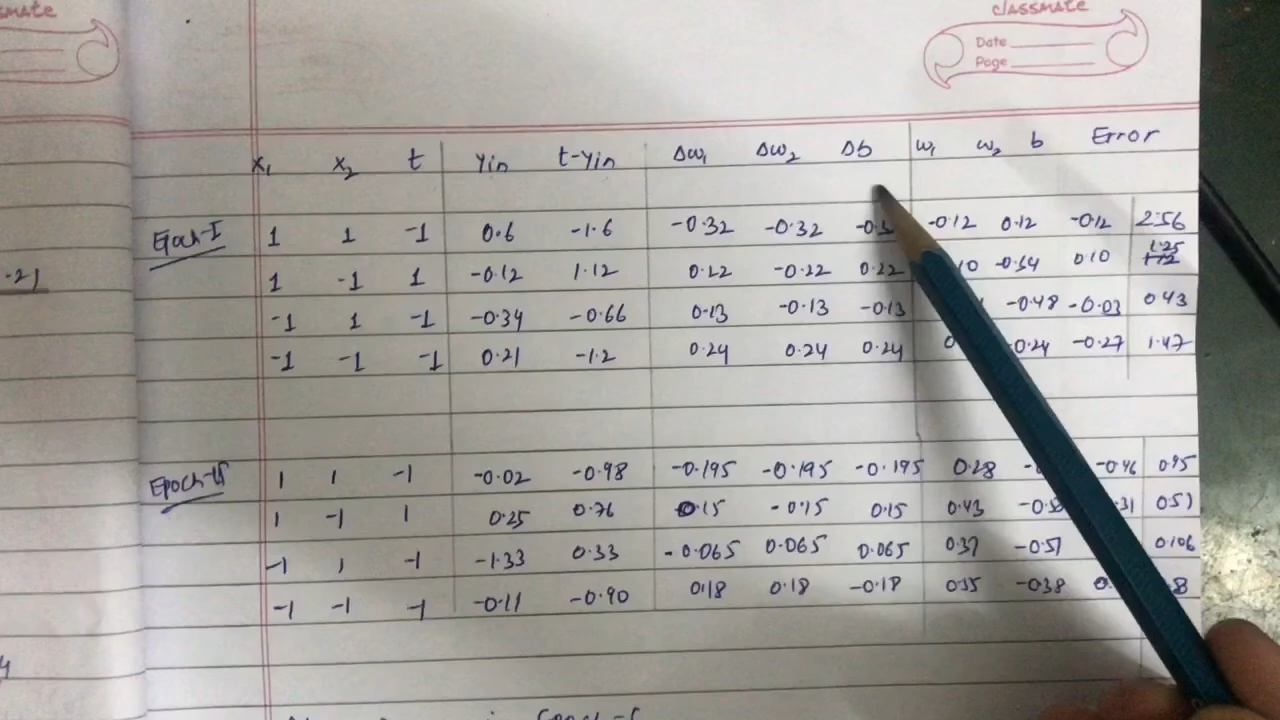 classmate
Date
Page
x1 x2 t yin t-yin Δw1 Δw2 Δb w1 w2 b Error
Epoch-I 1 1 -1 0.6 -1.6 -0.32 -0.32 -0.12 0.12 -0.12 2.56
1 -1 1 -0.12 1.12 0.22 -0.22 0.22 -0.34 0.10 1.25
-1 1 -1 -0.34 -0.66 0.13 -0.13 -0.13 -0.48 -0.03 0.43
-1 -1 -1 0.21 -1.2 0.24 0.24 0.24 -0.24 -0.27 1.47
Epoch-II 1 1 -1 -0.02 -0.98 -0.195 -0.195 -0.195 0.28 -0.46 0.95
1 -1 1 0.25 0.76 0.15 -0.15 0.15 0.43 0.57
-1 1 -1 -1.33 0.33 -0.065 0.065 0.065 0.37 -0.51 0.106
-1 -1 -1 -0.11 -0.90 0.18 0.18 -0.18 0.55 -0.38